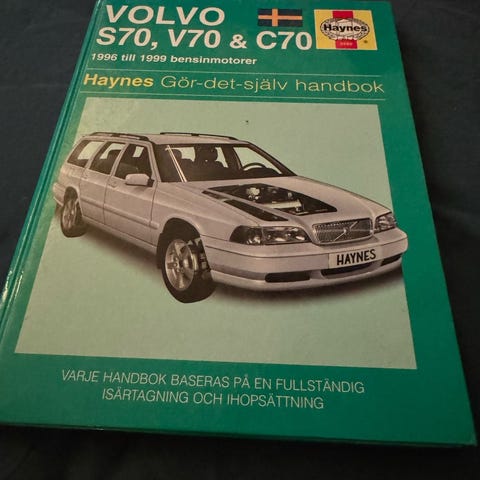 VOLVO
S70, V70 & C70
Haynes
1996 till 1999 bensinmotorer
Haynes Gör-det-själv handbok
HAYNES
VARJE HANDBOK BASERAS PÅ EN FULLSTÄNDIG
ISÄRTAGNING OCH IHOPSÄTTNING